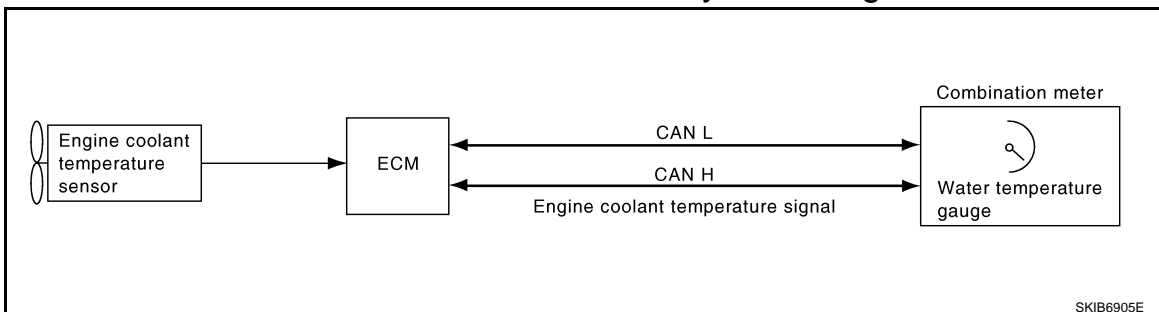 Combination meter
Engine coolant
temperature
sensor
ECM
CAN L
CAN H
Engine coolant temperature signal
Water temperature
gauge
SKIB6905E